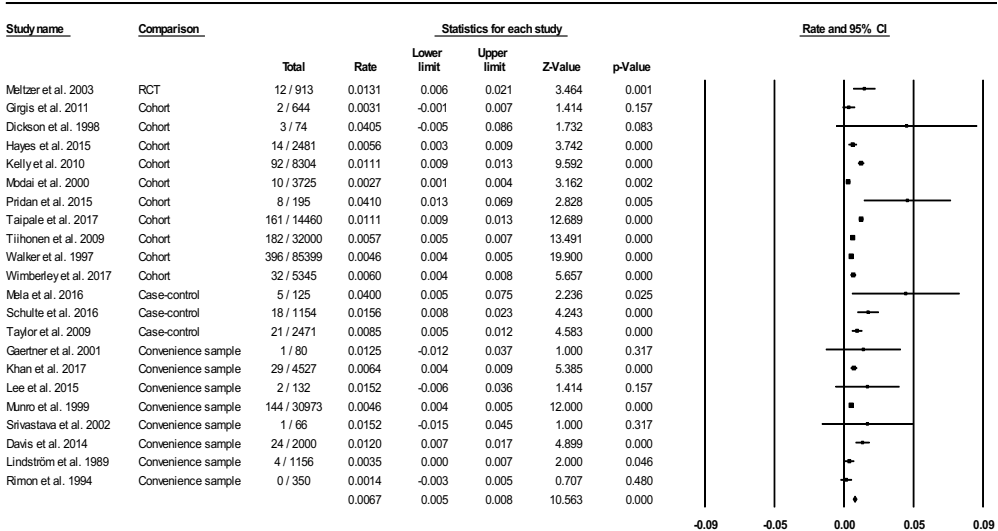 Study name Comparison Statistics for each study Rate and 95% CI
Lower Upper
Total Rate limit limit Z-Value p-Value
Meltzer et al. 2003 RCT 12 / 913 0.0131 0.006 0.021 3.464 0.001
Girgis et al. 2011 Cohort 2 / 644 0.0031 -0.001 0.007 1.414 0.157
Dickson et al. 1998 Cohort 3 / 74 0.0405 -0.005 0.086 1.732 0.083
Hayes et al. 2015 Cohort 14 / 2481 0.0056 0.003 0.009 3.742 0.000
Kelly et al. 2010 Cohort 92 / 8304 0.0111 0.009 0.013 9.592 0.000
Modai et al. 2000 Cohort 10 / 3725 0.0027 0.001 0.004 3.162 0.002
Pridan et al. 2015 Cohort 8 / 195 0.0410 0.013 0.069 2.828 0.005
Taipale et al. 2017 Cohort 161 / 14460 0.0111 0.009 0.013 12.689 0.000
Tiihonen et al. 2009 Cohort 182 / 32000 0.0057 0.005 0.007 13.491 0.000
Walker et al. 1997 Cohort 396 / 85399 0.0046 0.004 0.005 19.900 0.000
Wimberley et al. 2017 Cohort 32 / 5345 0.0060 0.004 0.008 5.657 0.000
Mela et al. 2016 Case-control 5 / 125 0.0400 0.005 0.075 2.236 0.025
Schulte et al. 2016 Case-control 18 / 1154 0.0156 0.008 0.023 4.243 0.000
Taylor et al. 2009 Case-control 21 / 2471 0.0085 0.005 0.012 4.583 0.000
Gaertner et al. 2001 Convenience sample 1 / 80 0.0125 -0.012 0.037 1.000 0.317
Khan et al. 2017 Convenience sample 29 / 4527 0.0064 0.004 0.009 5.385 0.000
Lee et al. 2015 Convenience sample 2 / 132 0.0152 -0.006 0.036 1.414 0.157
Munro et al. 1999 Convenience sample 144 / 30973 0.0046 0.004 0.005 12.000 0.000
Srivastava et al. 2002 Convenience sample 1 / 66 0.0152 -0.015 0.045 1.000 0.317
Davis et al. 2014 Convenience sample 24 / 2000 0.0120 0.007 0.017 4.899 0.000
Lindström et al. 1989 Convenience sample 4 / 1156 0.0035 0.000 0.007 2.000 0.046
Rimon et al. 1994 Convenience sample 0 / 350 0.0014 -0.003 0.005 0.707 0.480
0.0067 0.005 0.008 10.563 0.000
-0.09 -0.05 0.00 0.05 0.09